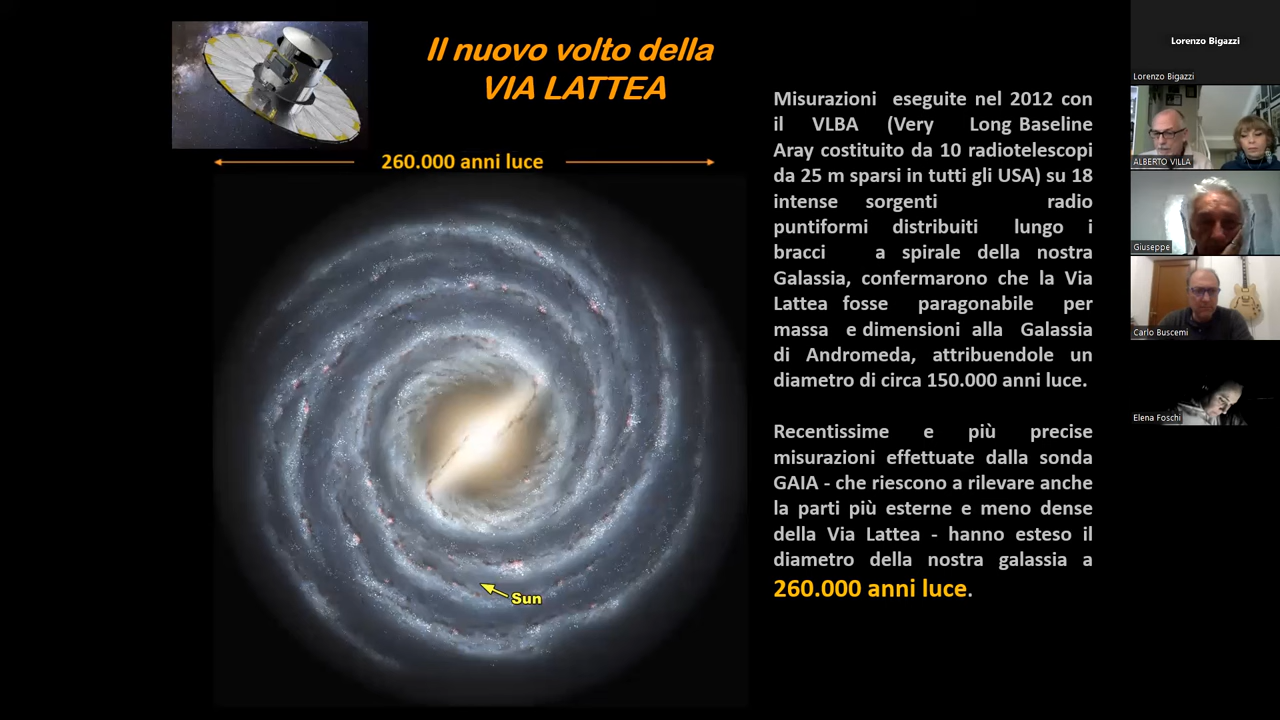 Il nuovo volto della
VIA LATTEA
260.000 anni luce
Sun
Misurazioni eseguite nel 2012 con
il VLBA (Very Long Baseline
Aray costituito da 10 radiotelescopi
da 25 m sparsi in tutti gli USA) su 18
intense sorgenti radio
puntiformi distribuiti lungo i
bracci a spirale della nostra
Galassia, confermarono che la Via
Lattea fosse paragonabile per
massa e dimensioni alla Galassia
di Andromeda, attribuendole un
diametro di circa 150.000 anni luce.
Recentissime e più precise
misurazioni effettuate dalla sonda
GAIA - che riescono a rilevare anche
la parti più esterne e meno dense
della Via Lattea - hanno esteso il
diametro della nostra galassia a
260.000 anni luce.
Lorenzo Bigazzi
Lorenzo Bigazzi
ALBERTO VILLA
Giuseppe
Carlo Buscemi
Elena Foschi